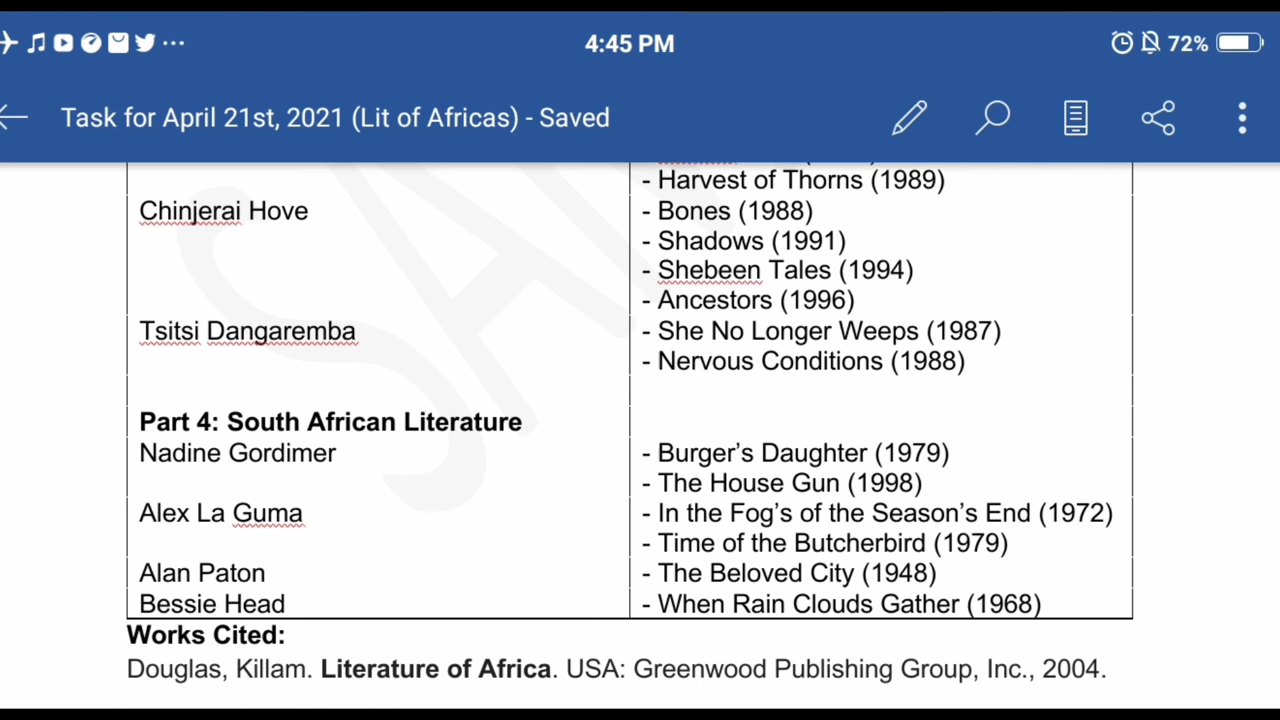 4:45 PM
72%
Task for April 21st, 2021 (Lit of Africas) - Saved
- Harvest of Thorns (1989)
Chinjerai Hove - Bones (1988)
- Shadows (1991)
- Shebeen Tales (1994)
- Ancestors (1996)
Tsitsi Dangaremba - She No Longer Weeps (1987)
- Nervous Conditions (1988)
Part 4: South African Literature
Nadine Gordimer - Burger’s Daughter (1979)
- The House Gun (1998)
Alex La Guma - In the Fog’s of the Season’s End (1972)
- Time of the Butcherbird (1979)
Alan Paton - The Beloved City (1948)
Bessie Head - When Rain Clouds Gather (1968)
Works Cited:
Douglas, Killam. Literature of Africa. USA: Greenwood Publishing Group, Inc., 2004.